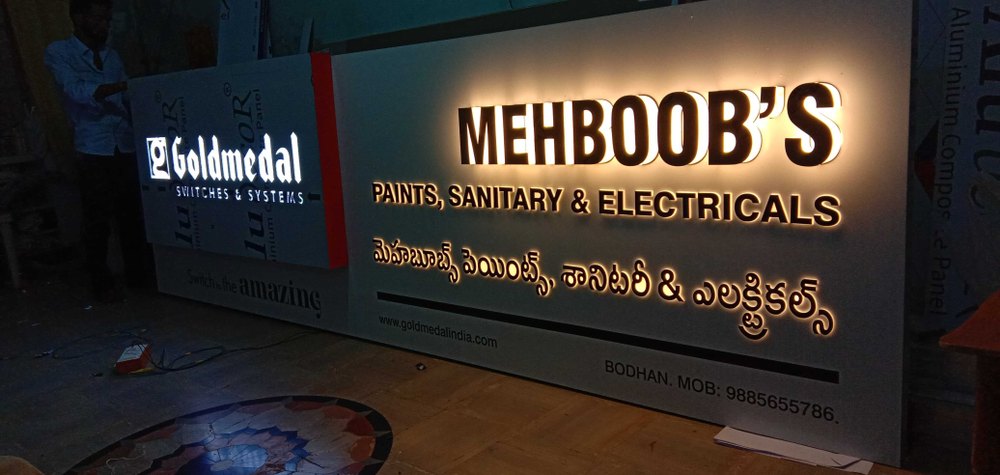 Goldmedal
SWITCHES & SYSTEMS
Switch to the amazing
MEHBOOB'S
PAINTS, SANITARY & ELECTRICALS
మెహబూబ్స్ పెయింట్స్, శానిటరీ & ఎలక్ట్రికల్స్
www.goldmedalindia.com
BODHAN. MOB: 9885655786.
Aluminium Compos
Panel